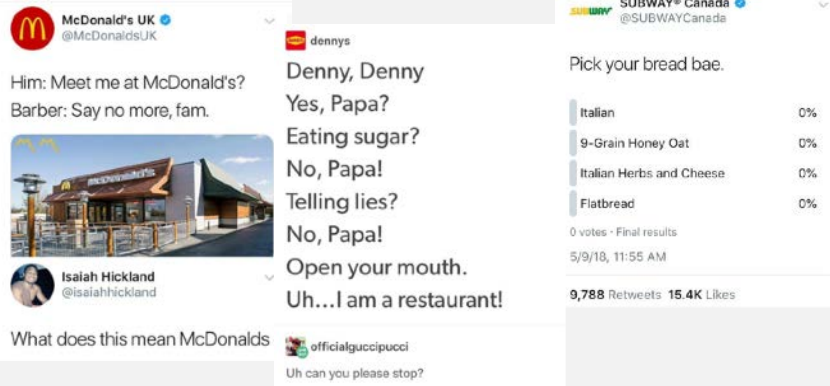 McDonald's UK
@McDonaldsUK
Him: Meet me at McDonald's?
Barber: Say no more, fam.
McDonald's
Isaiah Hickland
@isaiahhickland
What does this mean McDonalds
dennys
Denny, Denny
Yes, Papa?
Eating sugar?
No, Papa!
Telling lies?
No, Papa!
Open your mouth.
Uh...I am a restaurant!
officialguccipucci
Uh can you please stop?
SUBWAY
SUBWAY® Canada
@SUBWAYCanada
Pick your bread bae.
Italian 0%
9-Grain Honey Oat 0%
Italian Herbs and Cheese 0%
Flatbread 0%
0 votes · Final results
5/9/18, 11:55 AM
9,788 Retweets 15.4K Likes